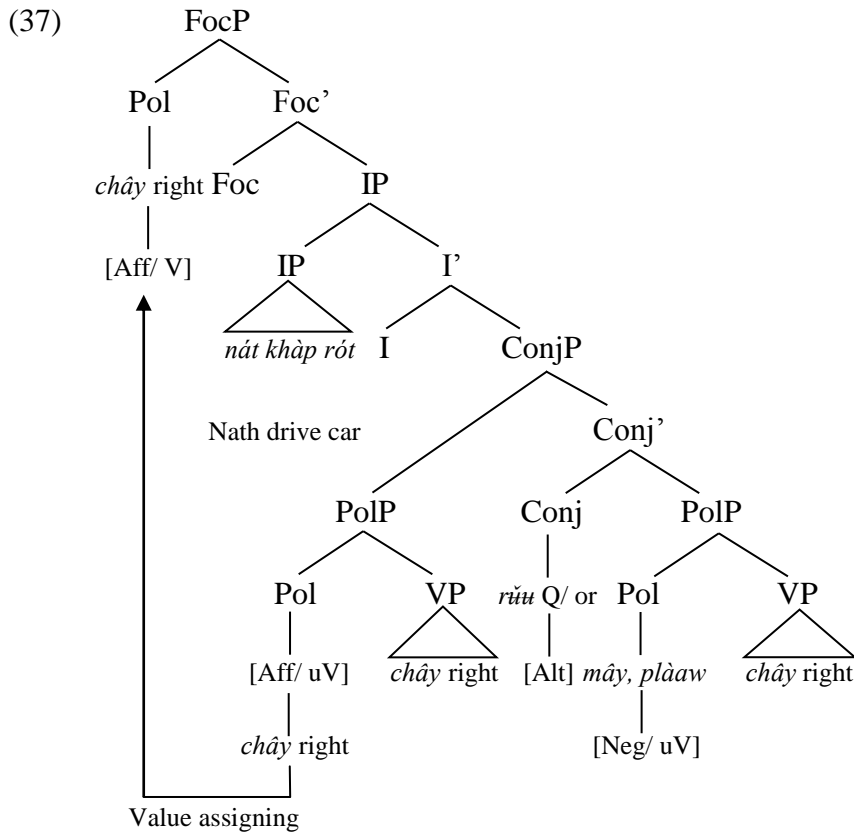 (37) FocP
Pol Foc’
chây right Foc IP
[Aff/ V] IP I’
nát khàp rót I ConjP
Nath drive car Conj’
PolP Conj PolP
Pol VP rʉ̌ʉ Q/ or Pol VP
[Aff/ uV] chây right [Alt] mây, plàaw chây right
chây right [Neg/ uV]
Value assigning